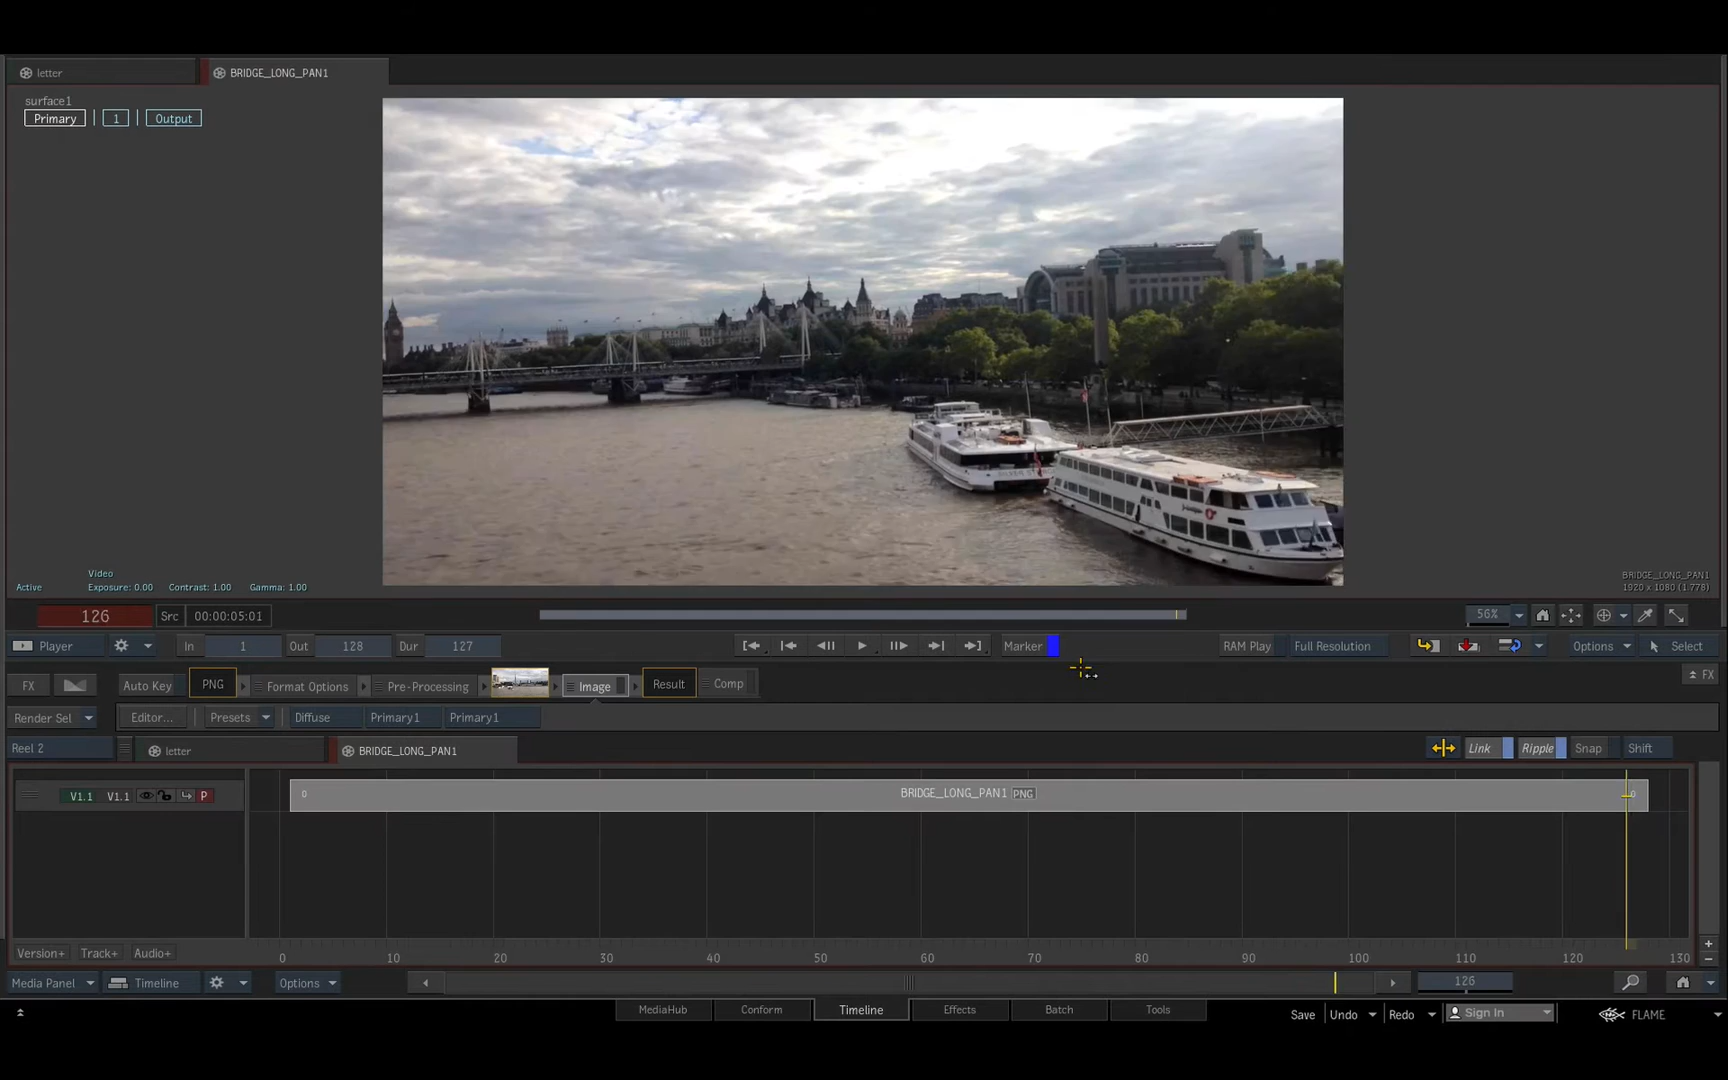 letter
BRIDGE_LONG_PAN1
surface1
Primary | 1 | Output
Video
Active Exposure: 0.00 Contrast: 1.00 Gamma: 1.00
BRIDGE_LONG_PAN1
1920 x 1080 (1.778)
126 Src 00:00:05:01 56%
Player In 1 Out 128 Dur 127 Marker RAM Play Full Resolution Options Select
FX Auto Key PNG Format Options Pre-Processing Image Result Comp FX
Render Sel Editor... Presets Diffuse Primary1 Primary1
Reel 2 letter BRIDGE_LONG_PAN1 Link Ripple Snap Shift
V1.1 V1.1 P 0 BRIDGE_LONG_PAN1 PNG 0
Version+ Track+ Audio+ 0 10 20 30 40 50 60 70 80 90 100 110 120 130
Media Panel Timeline Options 126
MediaHub Conform Timeline Effects Batch Tools Save Undo Redo Sign In FLAME